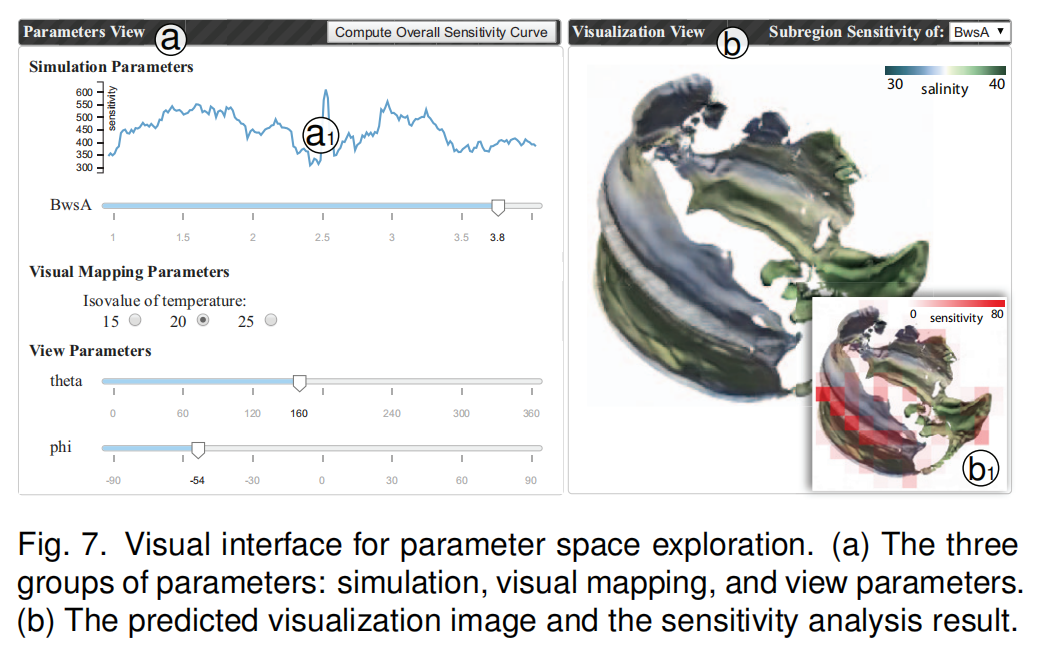 Parameters View
a
Compute Overall Sensitivity Curve
Simulation Parameters
600
550
500
450
400
350
300
sensitivity
a1
BwsA
1 1.5 2 2.5 3 3.5 3.8
Visual Mapping Parameters
Isovalue of temperature:
15 20 25
View Parameters
theta
0 60 120 160 240 300 360
phi
-90 -54 -30 0 30 60 90
Visualization View
b
Subregion Sensitivity of: BwsA
30 salinity 40
0 sensitivity 80
b1
Fig. 7. Visual interface for parameter space exploration. (a) The three
groups of parameters: simulation, visual mapping, and view parameters.
(b) The predicted visualization image and the sensitivity analysis result.